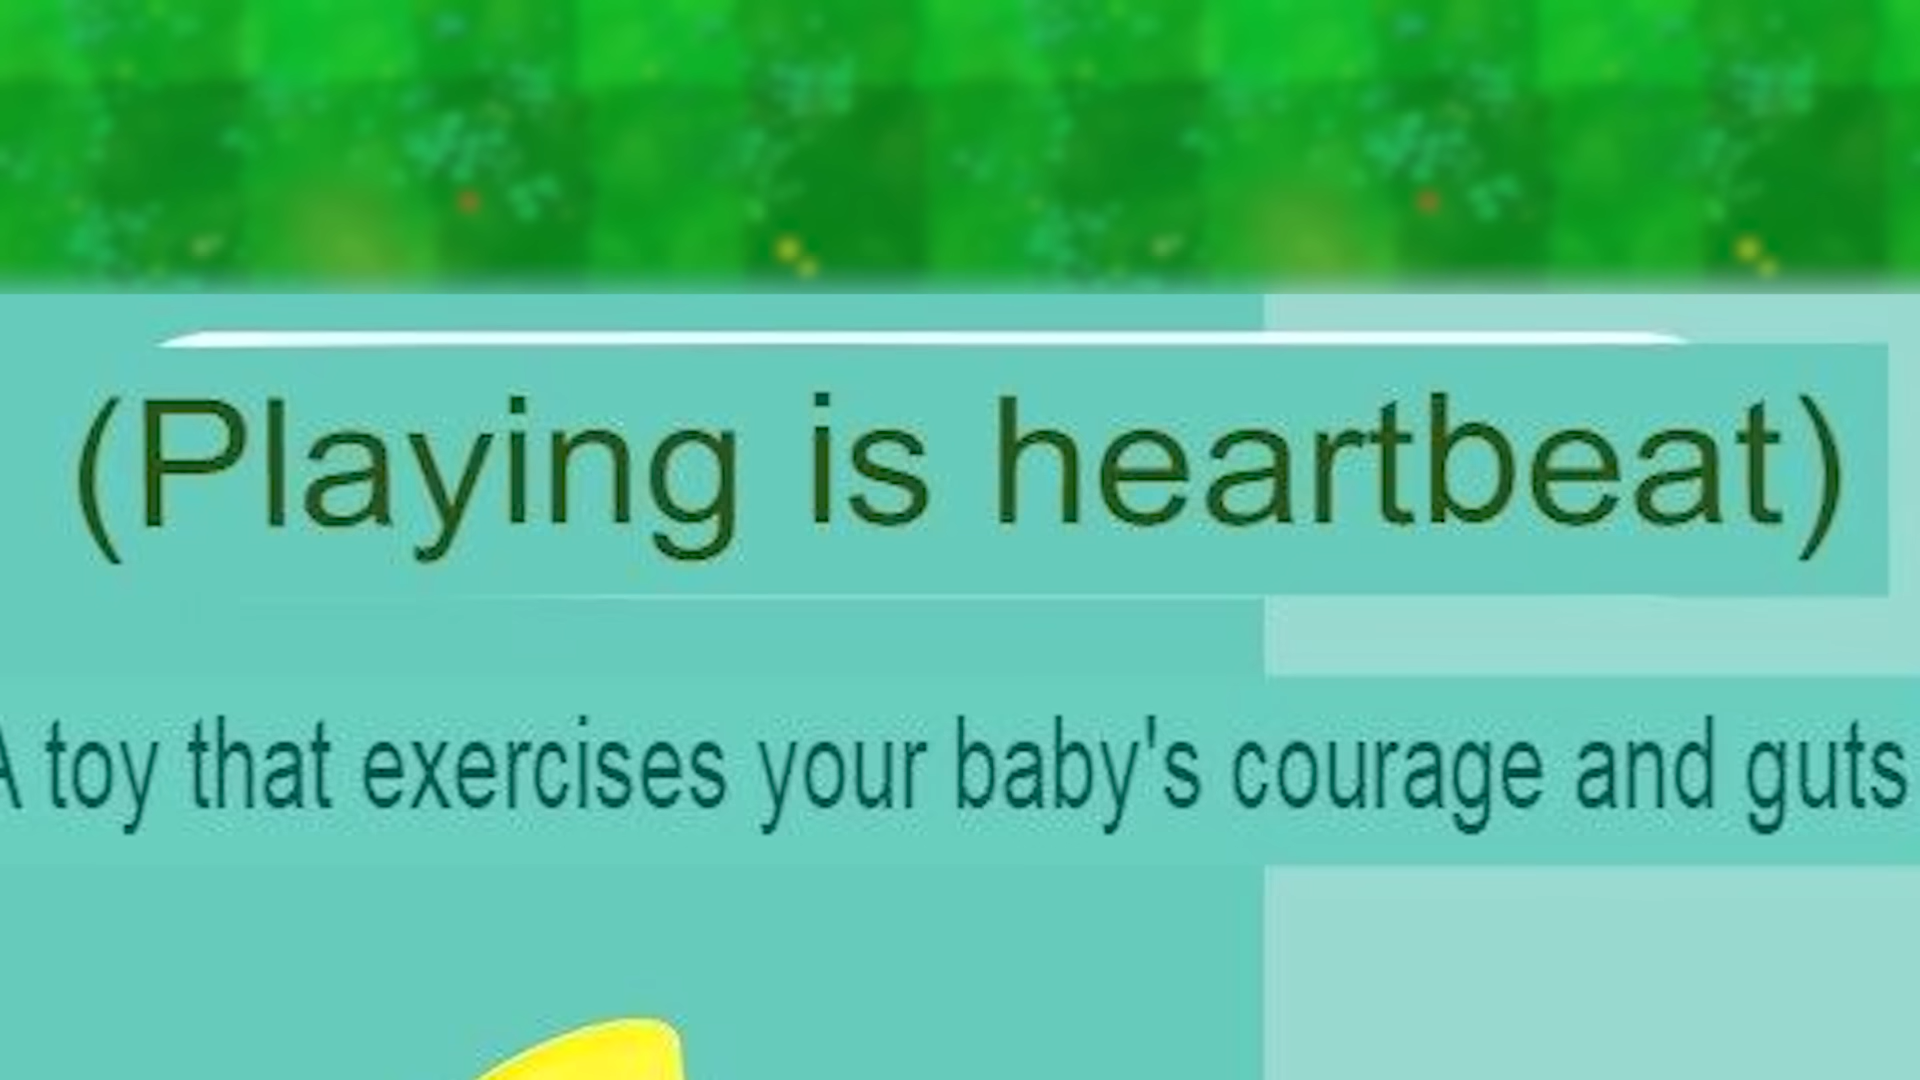 (Playing is heartbeat)
A toy that exercises your baby's courage and guts